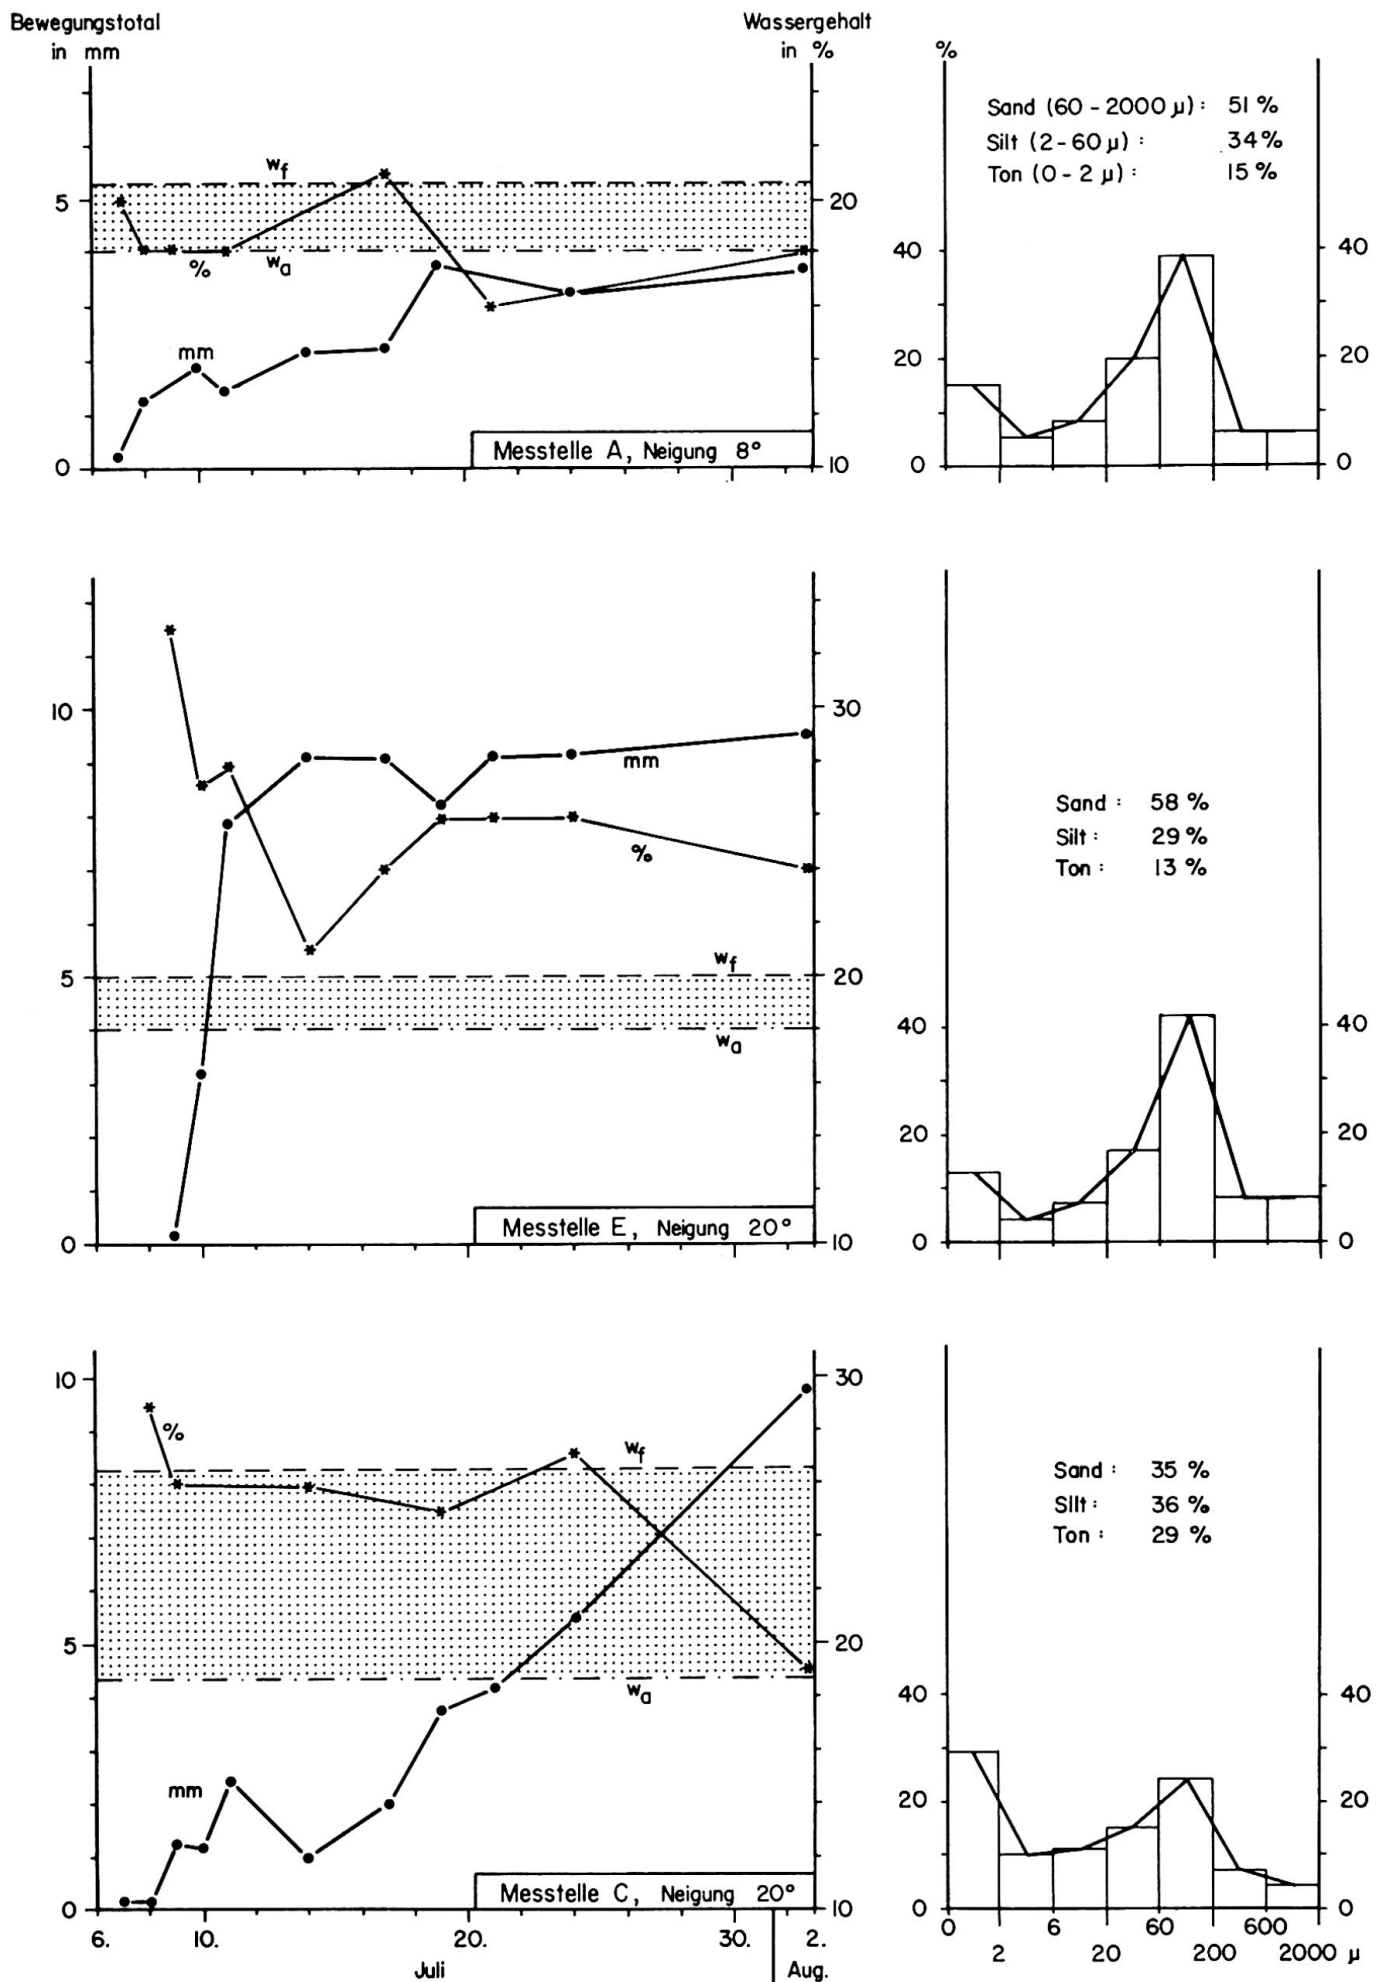 Bewegungstotal
in mm
Wassergehalt
in %
%
Sand (60 - 2000 µ) : 51 %
Silt (2 - 60 µ) : 34 %
Ton (0 - 2 µ) : 15 %
wf
5
20
wa
%
mm
40
40
20
20
0
Messtelle A, Neigung 8°
10
0
0
10
30
mm
%
Sand : 58 %
Silt : 29 %
Ton : 13 %
wf
5
20
wa
40
40
20
20
0
Messtelle E, Neigung 20°
10
0
0
10
30
%
wf
Sand : 35 %
SIlt : 36 %
Ton : 29 %
5
20
wa
40
40
mm
20
20
0
Messtelle C, Neigung 20°
10
0
0
6. 10. 20. 30. 2.
0 6 60 600
2 20 200 2000 µ
Juli Aug.